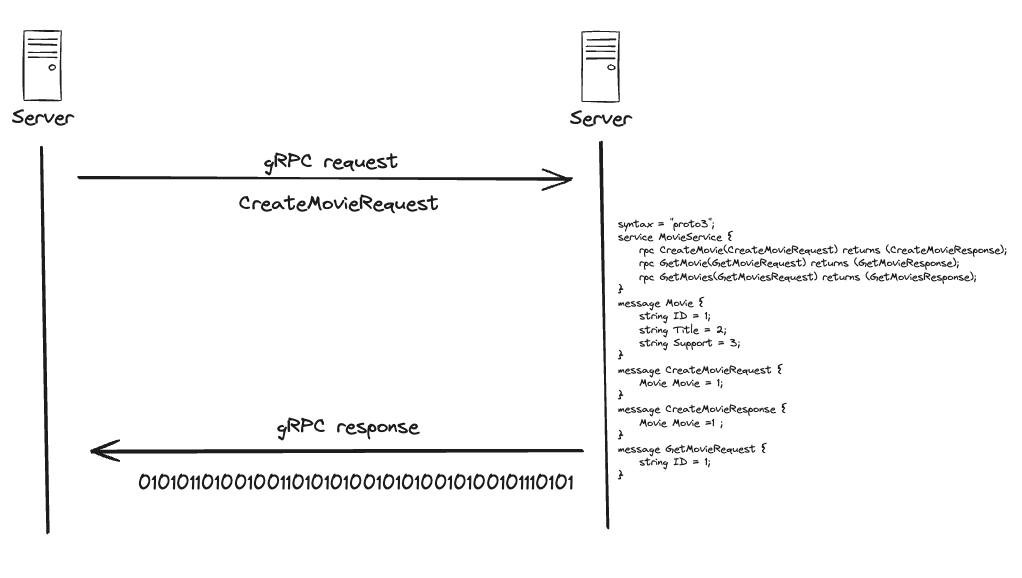 Server
Server
gRPC request
CreateMovieRequest
syntax = "proto3";
service MovieService {
rpc CreateMovie(CreateMovieRequest) returns (CreateMovieResponse);
rpc GetMovie(GetMovieRequest) returns (GetMovieResponse);
rpc GetMovies(GetMoviesRequest) returns (GetMoviesResponse);
}
message Movie {
string ID = 1;
string Title = 2;
string Support = 3;
}
message CreateMovieRequest {
Movie Movie = 1;
}
message CreateMovieResponse {
Movie Movie =1 ;
}
message GetMovieRequest {
string ID = 1;
}
gRPC response
010101101001001101010100101010010100101110101